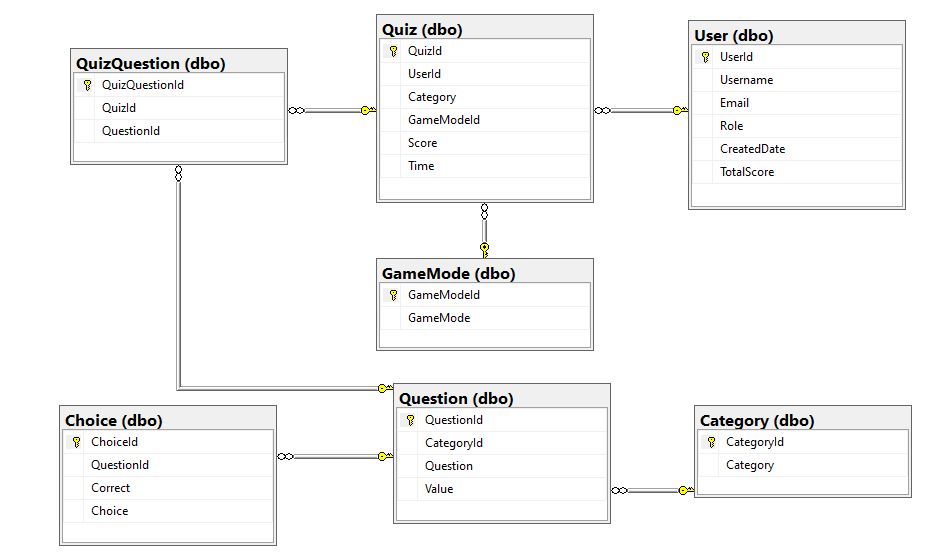 QuizQuestion (dbo)
QuizQuestionId
QuizId
QuestionId
Quiz (dbo)
QuizId
UserId
Category
GameModeId
Score
Time
User (dbo)
UserId
Username
Email
Role
CreatedDate
TotalScore
GameMode (dbo)
GameModeId
GameMode
Choice (dbo)
ChoiceId
QuestionId
Correct
Choice
Question (dbo)
QuestionId
CategoryId
Question
Value
Category (dbo)
CategoryId
Category